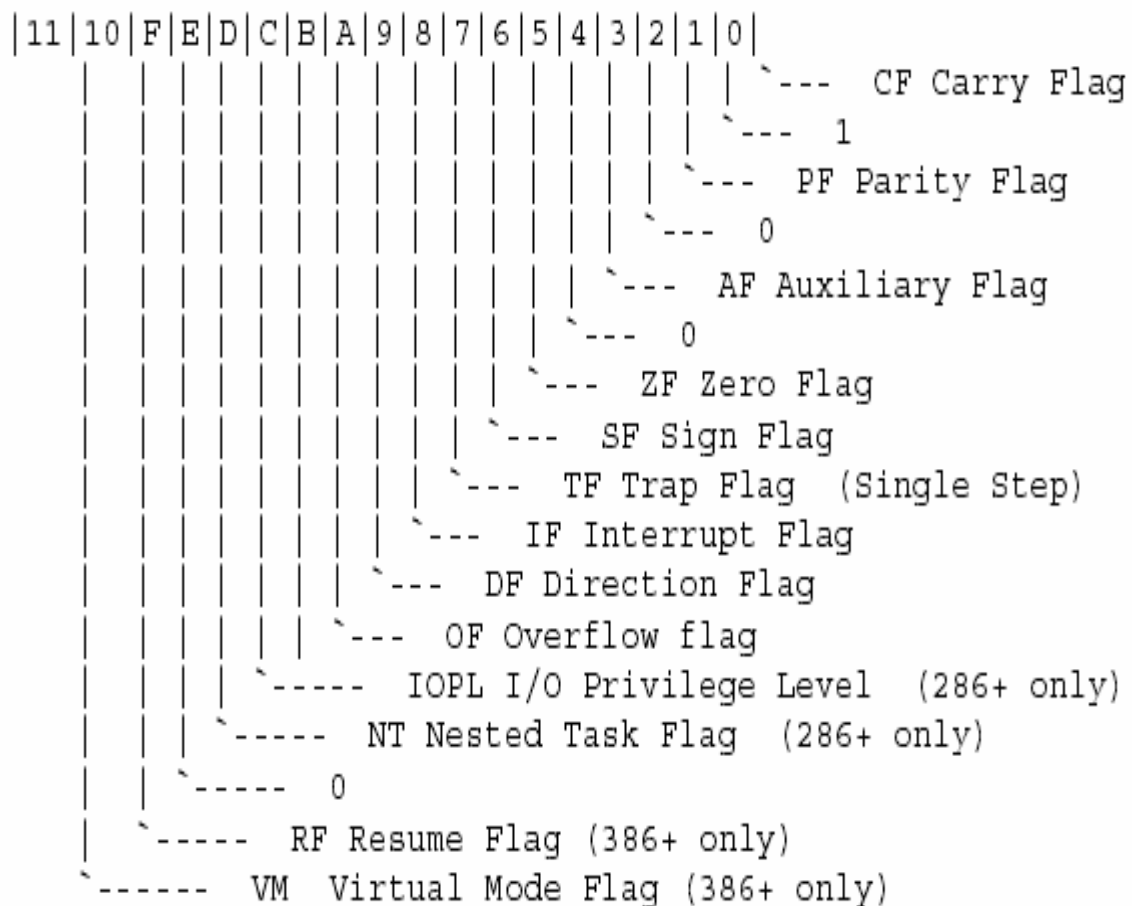 |11|10|F|E|D|C|B|A|9|8|7|6|5|4|3|2|1|0|
`--- CF Carry Flag
`--- 1
`--- PF Parity Flag
`--- 0
`--- AF Auxiliary Flag
`--- 0
`--- ZF Zero Flag
`--- SF Sign Flag
`--- TF Trap Flag (Single Step)
`--- IF Interrupt Flag
`--- DF Direction Flag
`--- OF Overflow flag
`----- IOPL I/O Privilege Level (286+ only)
`----- NT Nested Task Flag (286+ only)
`----- 0
`----- RF Resume Flag (386+ only)
`------ VM Virtual Mode Flag (386+ only)